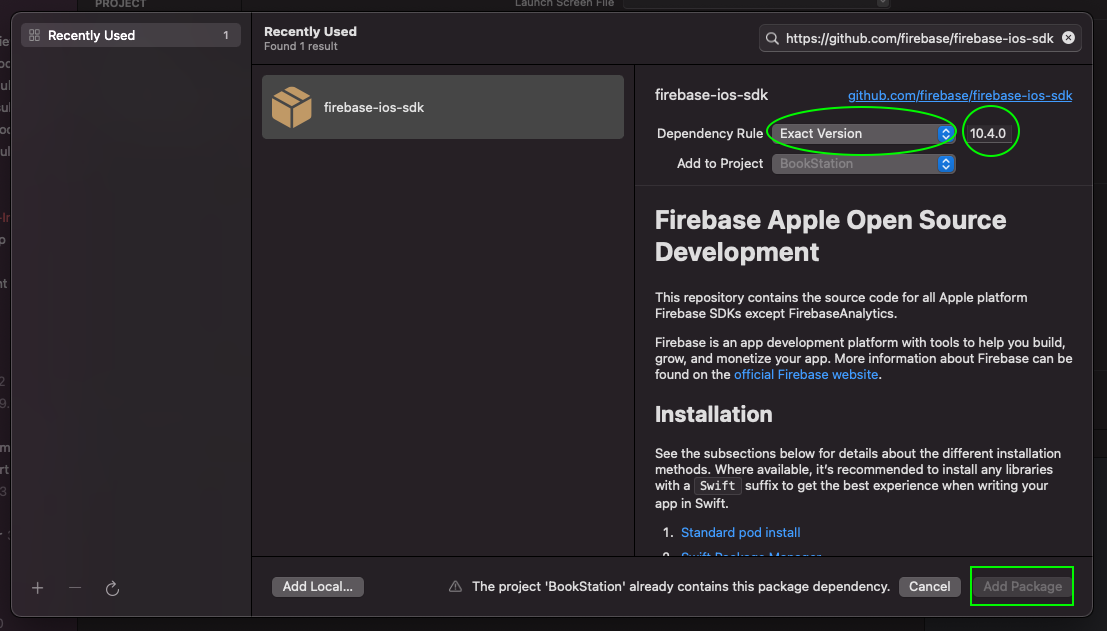 PROJECT
Launch Screen File
Recently Used
1
Recently Used
Found 1 result
https://github.com/firebase/firebase-ios-sdk
firebase-ios-sdk
firebase-ios-sdk
github.com/firebase/firebase-ios-sdk
Dependency Rule
Exact Version
10.4.0
Add to Project
BookStation
Firebase Apple Open Source
Development
This repository contains the source code for all Apple platform
Firebase SDKs except FirebaseAnalytics.
Firebase is an app development platform with tools to help you build,
grow, and monetize your app. More information about Firebase can be
found on the official Firebase website.
Installation
See the subsections below for details about the different installation
methods. Where available, it's recommended to install any libraries
with a Swift suffix to get the best experience when writing your
app in Swift.
1. Standard pod install
2. Swift Package Manager
Add Local...
The project 'BookStation' already contains this package dependency.
Cancel
Add Package